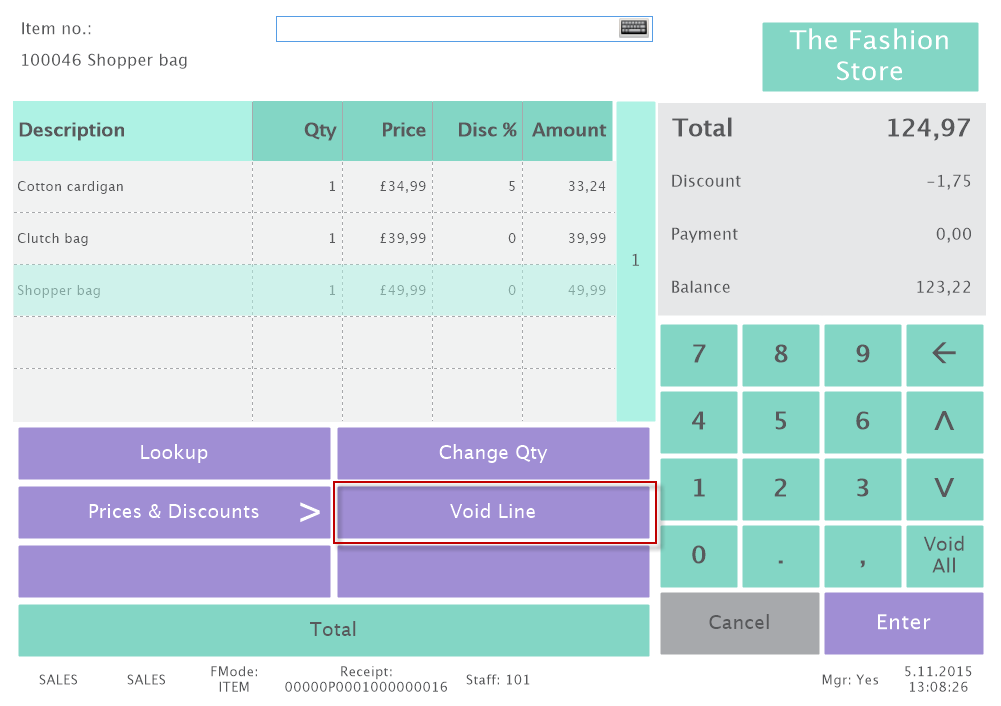 Item no.:
100046 Shopper bag
The Fashion
Store
Description Qty Price Disc % Amount
Cotton cardigan 1 £34,99 5 33,24
Clutch bag 1 £39,99 0 39,99
Shopper bag 1 £49,99 0 49,99
1
Total 124,97
Discount -1,75
Payment 0,00
Balance 123,22
Lookup Change Qty
Prices & Discounts > Void Line
Total
7 8 9 ←
4 5 6 Λ
1 2 3 V
0 . , Void
All
Cancel Enter
SALES SALES
FMode:
ITEM
Receipt:
00000P0001000000016
Staff: 101
Mgr: Yes
5.11.2015
13:08:26